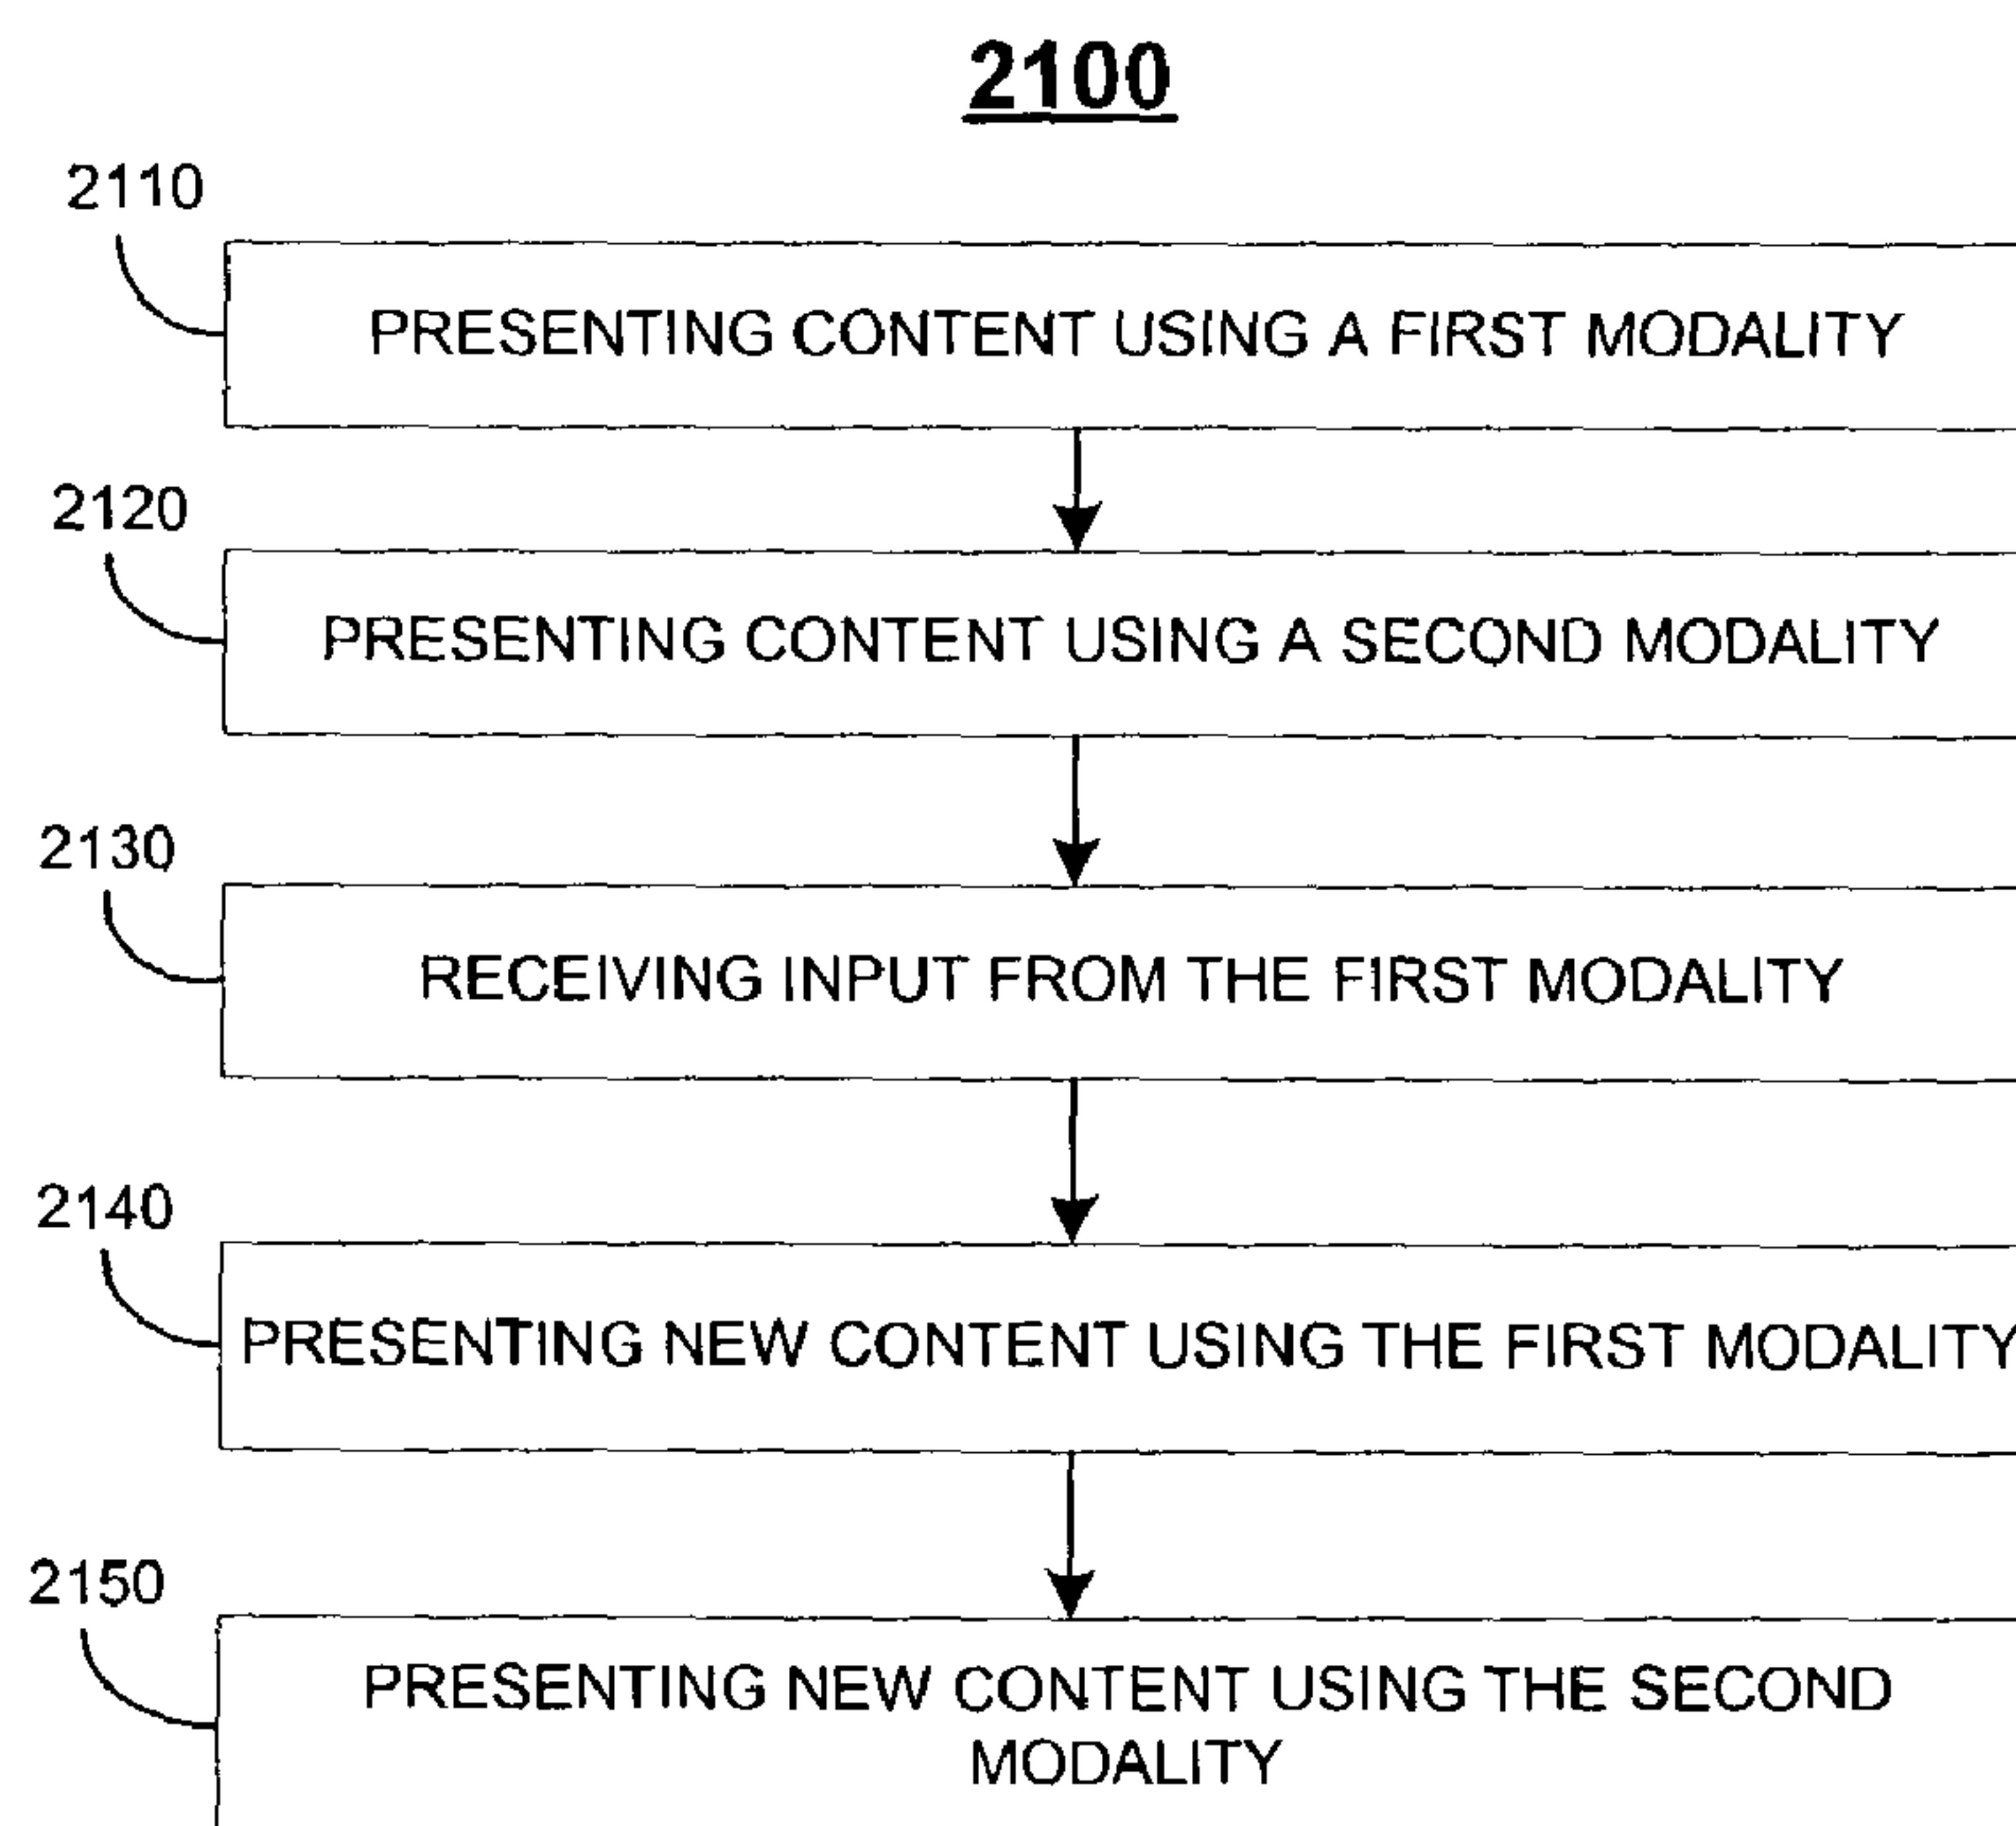 2100
2110
PRESENTING CONTENT USING A FIRST MODALITY
2120
PRESENTING CONTENT USING A SECOND MODALITY
2130
RECEIVING INPUT FROM THE FIRST MODALITY
2140
PRESENTING NEW CONTENT USING THE FIRST MODALITY
2150
PRESENTING NEW CONTENT USING THE SECOND
MODALITY